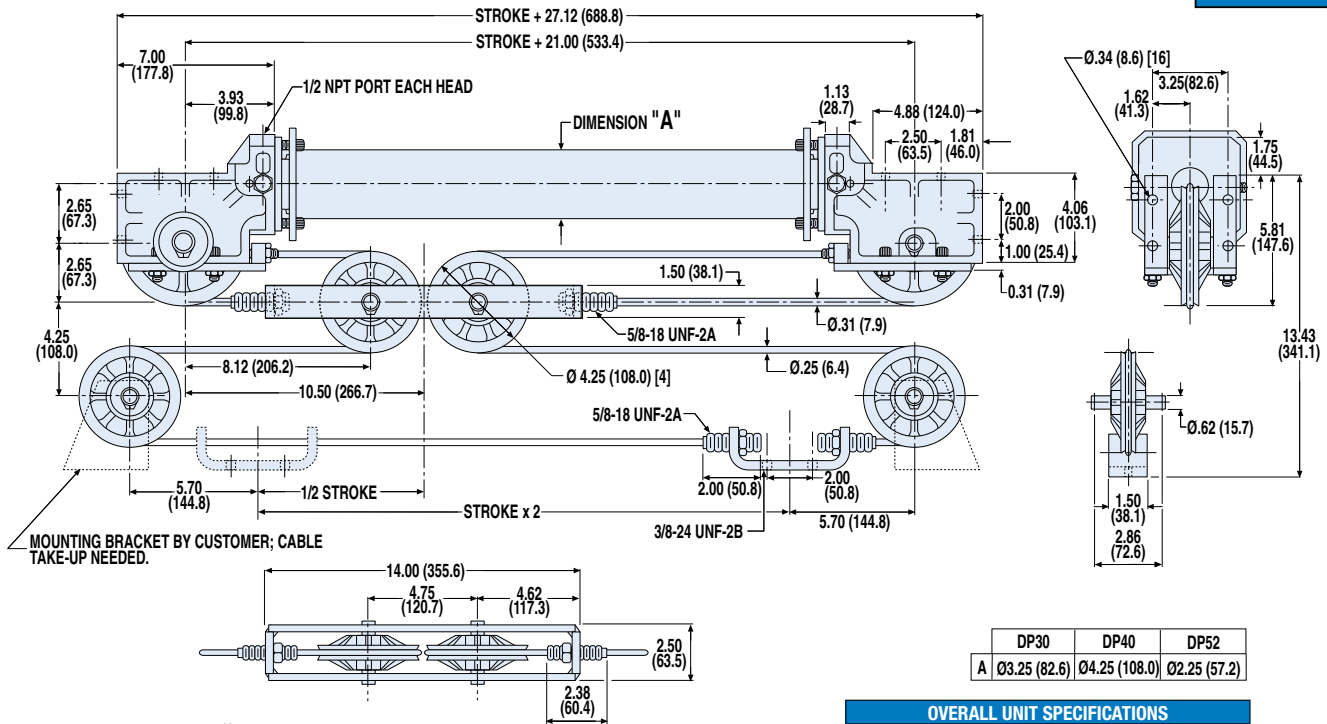 STROKE + 27.12 (688.8)
STROKE + 21.00 (533.4)
7.00
(177.8)
3.93
(99.8)
1/2 NPT PORT EACH HEAD
DIMENSION "A"
1.13
(28.7)
4.88 (124.0)
2.50
(63.5)
1.81
(46.0)
Ø.34 (8.6) [16]
3.25(82.6)
1.62
(41.3)
1.75
(44.5)
2.65
(67.3)
2.65
(67.3)
4.25
(108.0)
2.00
(50.8)
4.06
(103.1)
1.00 (25.4)
0.31 (7.9)
5.81
(147.6)
13.43
(341.1)
1.50 (38.1)
Ø.31 (7.9)
5/8-18 UNF-2A
8.12 (206.2)
10.50 (266.7)
Ø 4.25 (108.0) [4]
Ø.25 (6.4)
5/8-18 UNF-2A
Ø.62 (15.7)
2.00 (50.8)
2.00
(50.8)
5.70
(144.8)
1/2 STROKE
STROKE x 2
3/8-24 UNF-2B
5.70 (144.8)
1.50
(38.1)
2.86
(72.6)
MOUNTING BRACKET BY CUSTOMER; CABLE
TAKE-UP NEEDED.
14.00 (355.6)
4.75
(120.7)
4.62
(117.3)
2.50
(63.5)
2.38
(60.4)
DP30 DP40 DP52
A Ø3.25 (82.6) Ø4.25 (108.0) Ø2.25 (57.2)
OVERALL UNIT SPECIFICATIONS